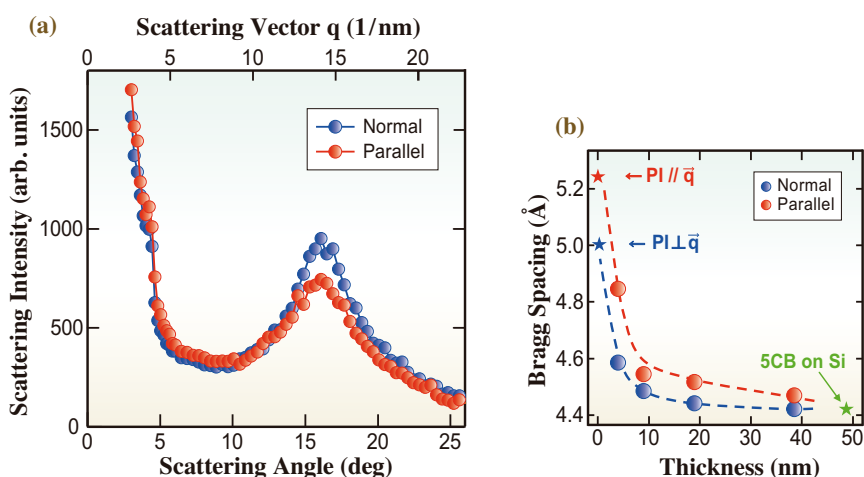 (a)
Scattering Vector q (1/nm)
0 5 10 15 20
Scattering Intensity (arb. units)
1500
1000
500
0
Normal
Parallel
0 5 10 15 20 25
Scattering Angle (deg)
(b)
Bragg Spacing (Å)
5.2
5.0
4.8
4.6
4.4
Normal
Parallel
← PI // q⃗
← PI⊥q⃗
5CB on Si
0 10 20 30 40 50
Thickness (nm)